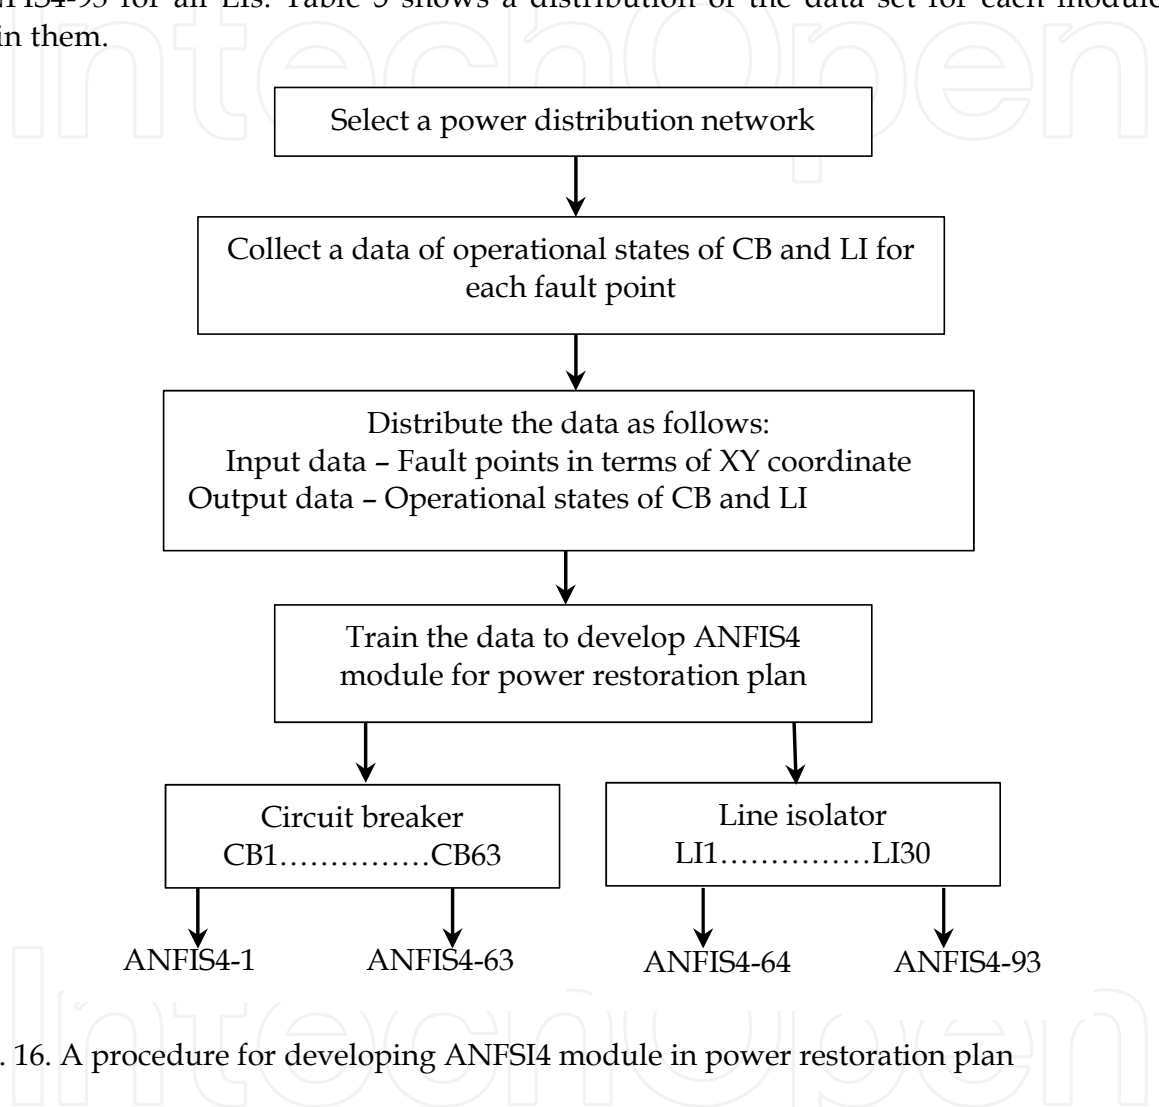 for all LIs. Table 5 shows a distribution of the data set for each module
in them.
Select a power distribution network
Collect a data of operational states of CB and LI for
each fault point
Distribute the data as follows:
Input data – Fault points in terms of XY coordinate
Output data – Operational states of CB and LI
Train the data to develop ANFIS4
module for power restoration plan
Circuit breaker
CB1……………CB63
Line isolator
LI1……………LI30
ANFIS4-1
ANFIS4-63
ANFIS4-64
ANFIS4-93
. 16. A procedure for developing ANFSI4 module in power restoration plan
IntechOpen
IntechOpen